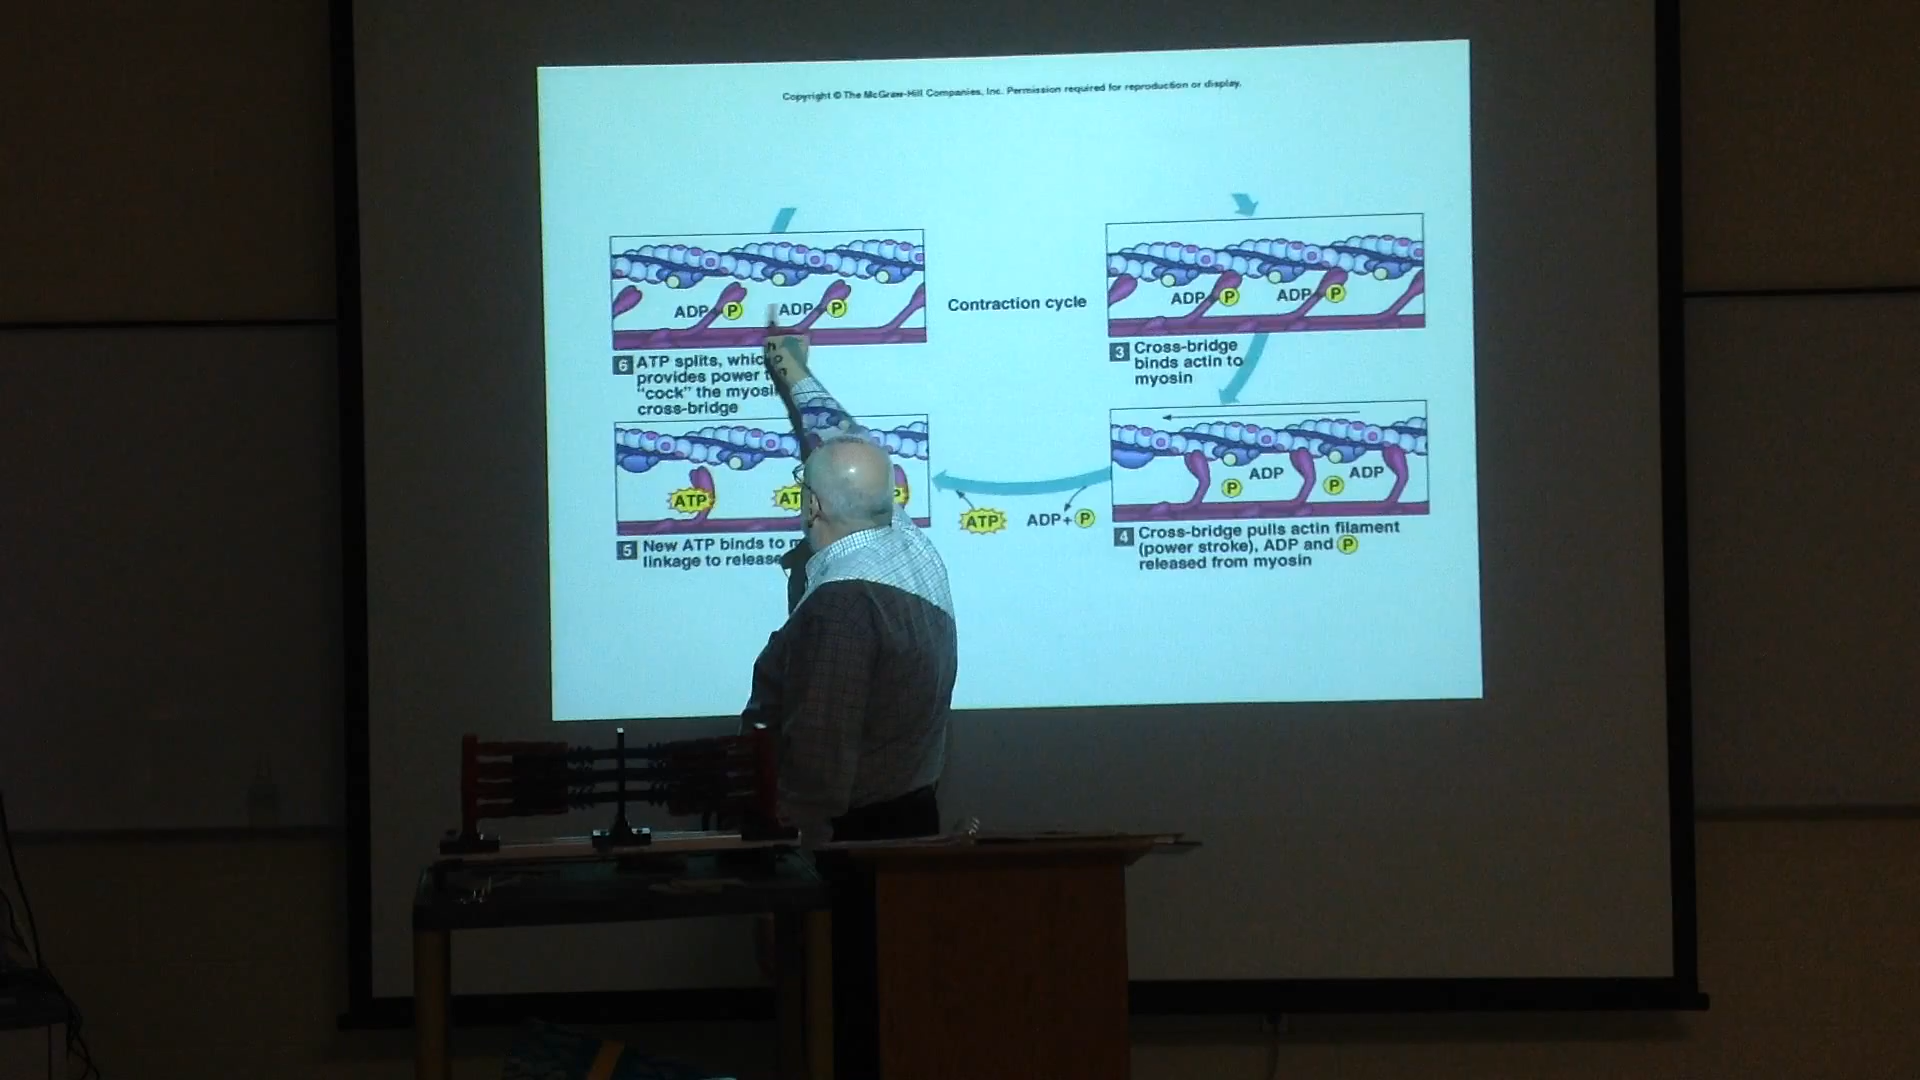 Copyright © The McGraw-Hill Companies, Inc. Permission required for reproduction or display.
ADP P ADP P
6 ATP splits, which
provides power
"cock" the
cross-bridge
Contraction cycle
ADP P ADP P
3 Cross-bridge
binds actin to
myosin
ATP
5 New ATP binds to
linkage to release
ATP ADP+P
P ADP P ADP
4 Cross-bridge pulls actin filament
(power stroke), ADP and P
released from myosin